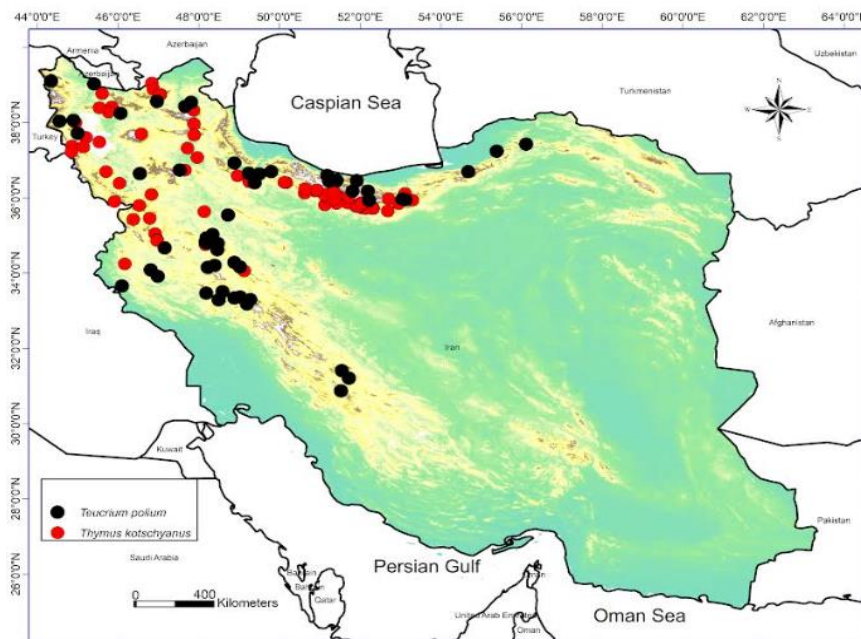 44°0'0"E 46°0'0"E 48°0'0"E 50°0'0"E 52°0'0"E 54°0'0"E 56°0'0"E 58°0'0"E 60°0'0"E 62°0'0"E
Armenia
Azerbaijan
Azerbaijan
Uzbekistan
Caspian Sea
Turkmenistan
N
38°0'0"N
Turkey
36°0'0"N
34°0'0"N
Iraq
Iran
Afghanistan
32°0'0"N
30°0'0"N
Kuwait
28°0'0"N
Teucrium polium
Thymus kotschyanus
Pakistan
Saudi Arabia
Persian Gulf
26°0'0"N
Bahrain
Qatar
0 400
Kilometers
Oman
United Arab Emirates
Oman
Oman Sea